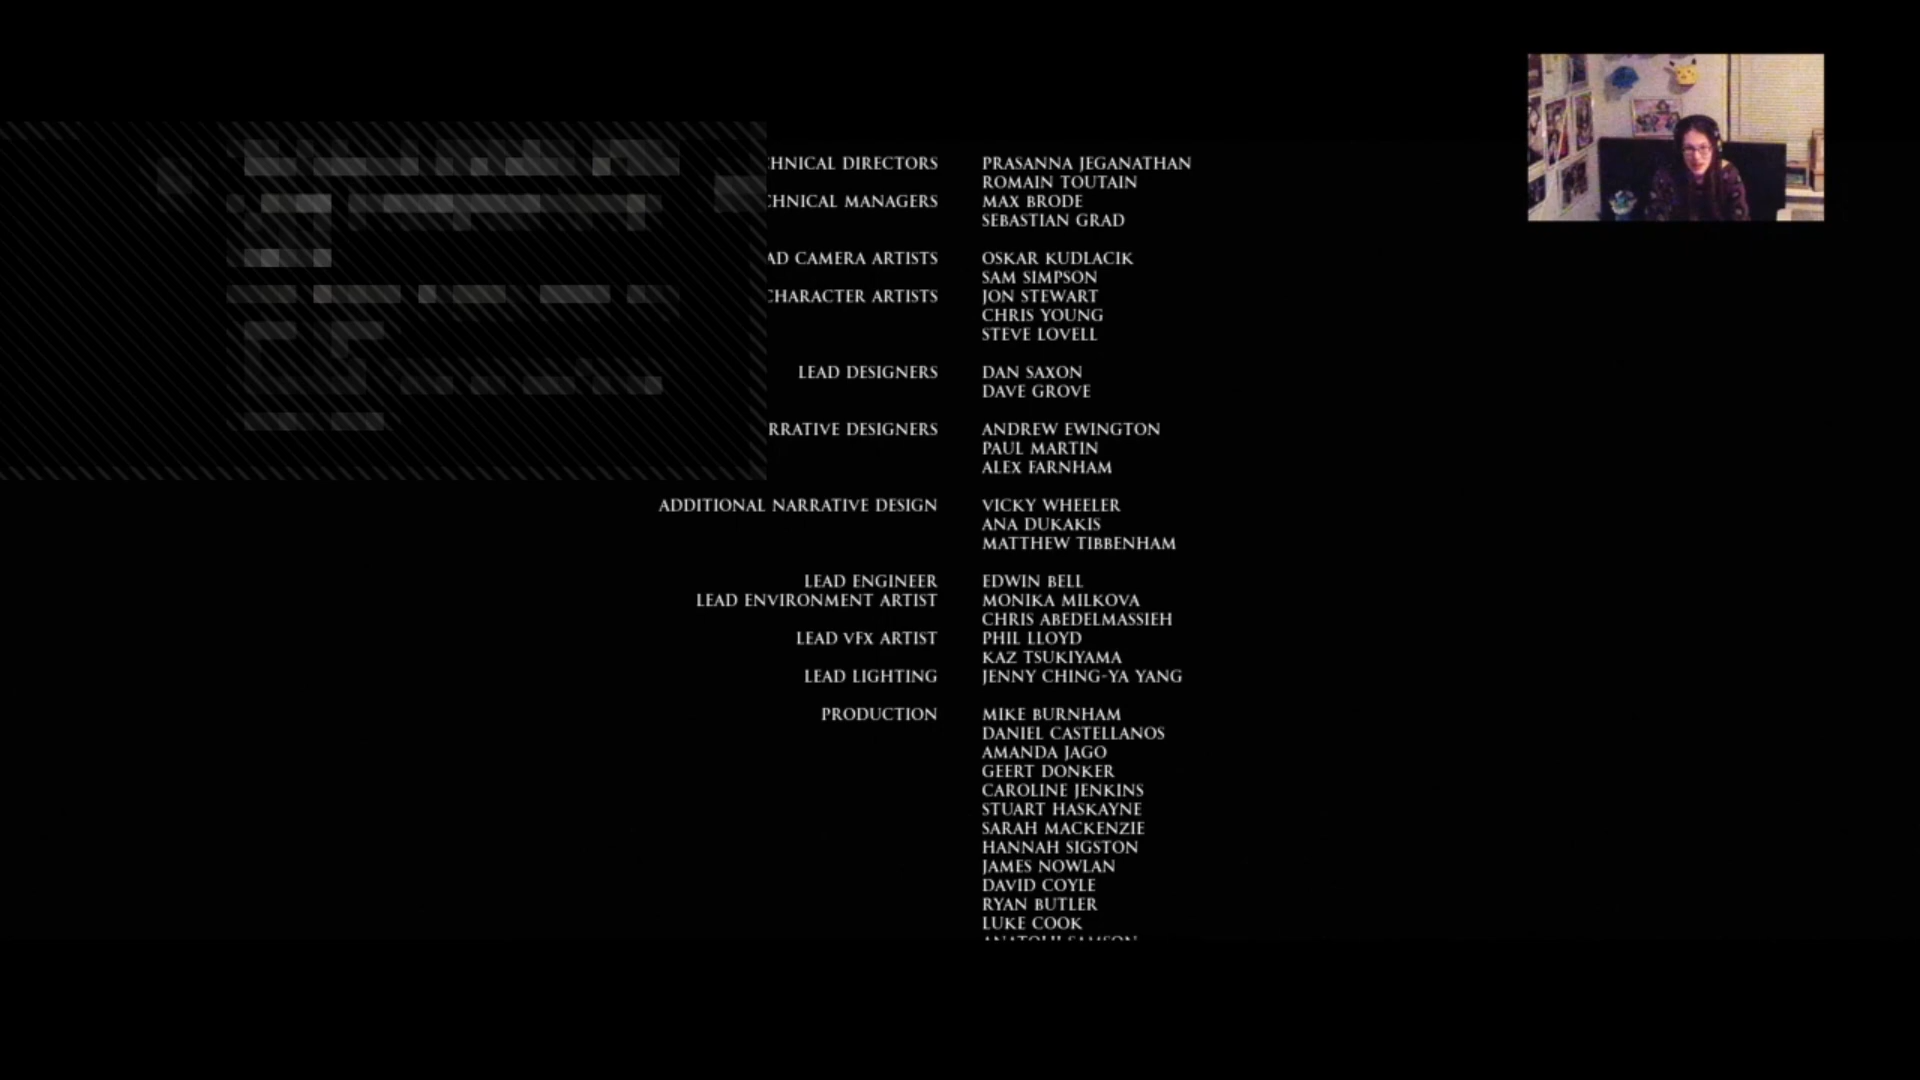 CHNICAL DIRECTORS PRASANNA JEGANATHAN
ROMAIN TOUTAIN
CHNICAL MANAGERS MAX BRODE
SEBASTIAN GRAD
AD CAMERA ARTISTS OSKAR KUDLACIK
SAM SIMPSON
CHARACTER ARTISTS JON STEWART
CHRIS YOUNG
STEVE LOVELL
LEAD DESIGNERS DAN SAXON
DAVE GROVE
RRATIVE DESIGNERS ANDREW EWINGTON
PAUL MARTIN
ALEX FARNHAM
ADDITIONAL NARRATIVE DESIGN VICKY WHEELER
ANA DUKAKIS
MATTHEW TIBBENHAM
LEAD ENGINEER EDWIN BELL
LEAD ENVIRONMENT ARTIST MONIKA MILKOVA
CHRIS ABEDELMASSIEH
LEAD VFX ARTIST PHIL LLOYD
KAZ TSUKIYAMA
LEAD LIGHTING JENNY CHING-YA YANG
PRODUCTION MIKE BURNHAM
DANIEL CASTELLANOS
AMANDA JAGO
GEERT DONKER
CAROLINE JENKINS
STUART HASKAYNE
SARAH MACKENZIE
HANNAH SIGSTON
JAMES NOWLAN
DAVID COYLE
RYAN BUTLER
LUKE COOK